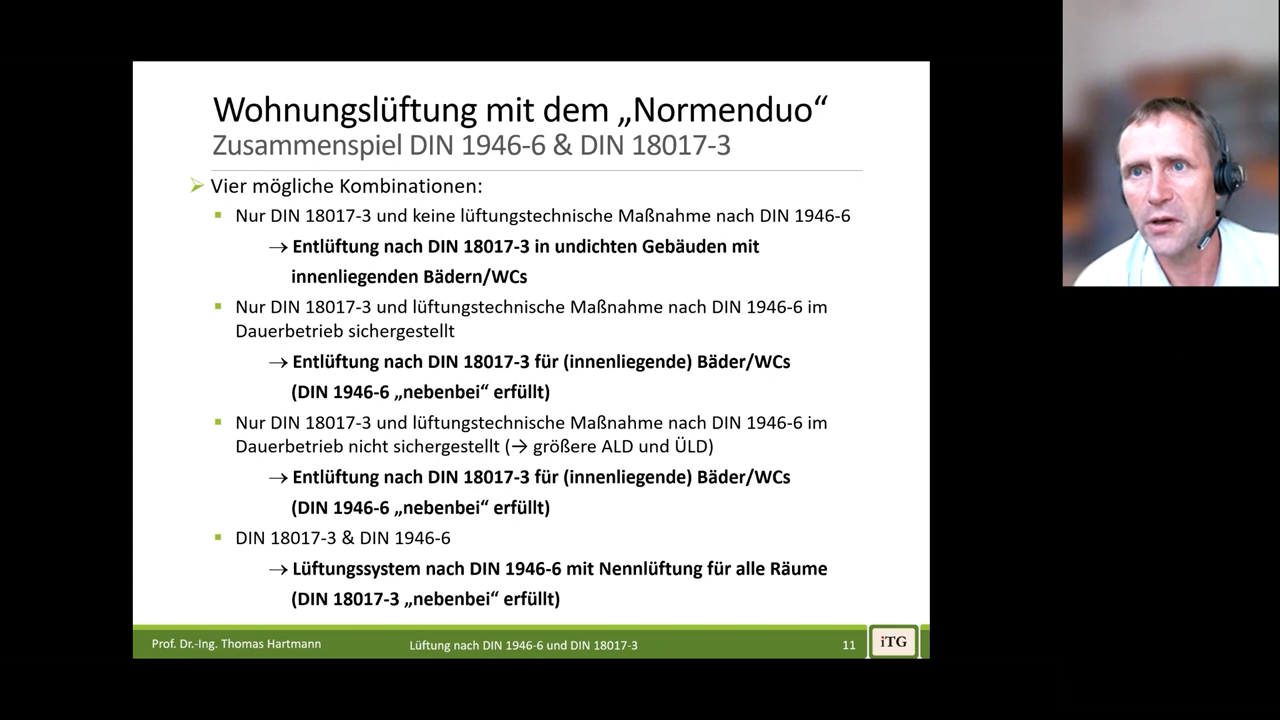 Wohnungslüftung mit dem „Normenduo“
Zusammenspiel DIN 1946-6 & DIN 18017-3
Vier mögliche Kombinationen:
Nur DIN 18017-3 und keine lüftungstechnische Maßnahme nach DIN 1946-6
→ Entlüftung nach DIN 18017-3 in undichten Gebäuden mit
innenliegenden Bädern/WCs
Nur DIN 18017-3 und lüftungstechnische Maßnahme nach DIN 1946-6 im
Dauerbetrieb sichergestellt
→ Entlüftung nach DIN 18017-3 für (innenliegende) Bäder/WCs
(DIN 1946-6 „nebenbei“ erfüllt)
Nur DIN 18017-3 und lüftungstechnische Maßnahme nach DIN 1946-6 im
Dauerbetrieb nicht sichergestellt (→ größere ALD und ÜLD)
→ Entlüftung nach DIN 18017-3 für (innenliegende) Bäder/WCs
(DIN 1946-6 „nebenbei“ erfüllt)
DIN 18017-3 & DIN 1946-6
→ Lüftungssystem nach DIN 1946-6 mit Nennlüftung für alle Räume
(DIN 18017-3 „nebenbei“ erfüllt)
Prof. Dr.-Ing. Thomas Hartmann
Lüftung nach DIN 1946-6 und DIN 18017-3
11
iTG